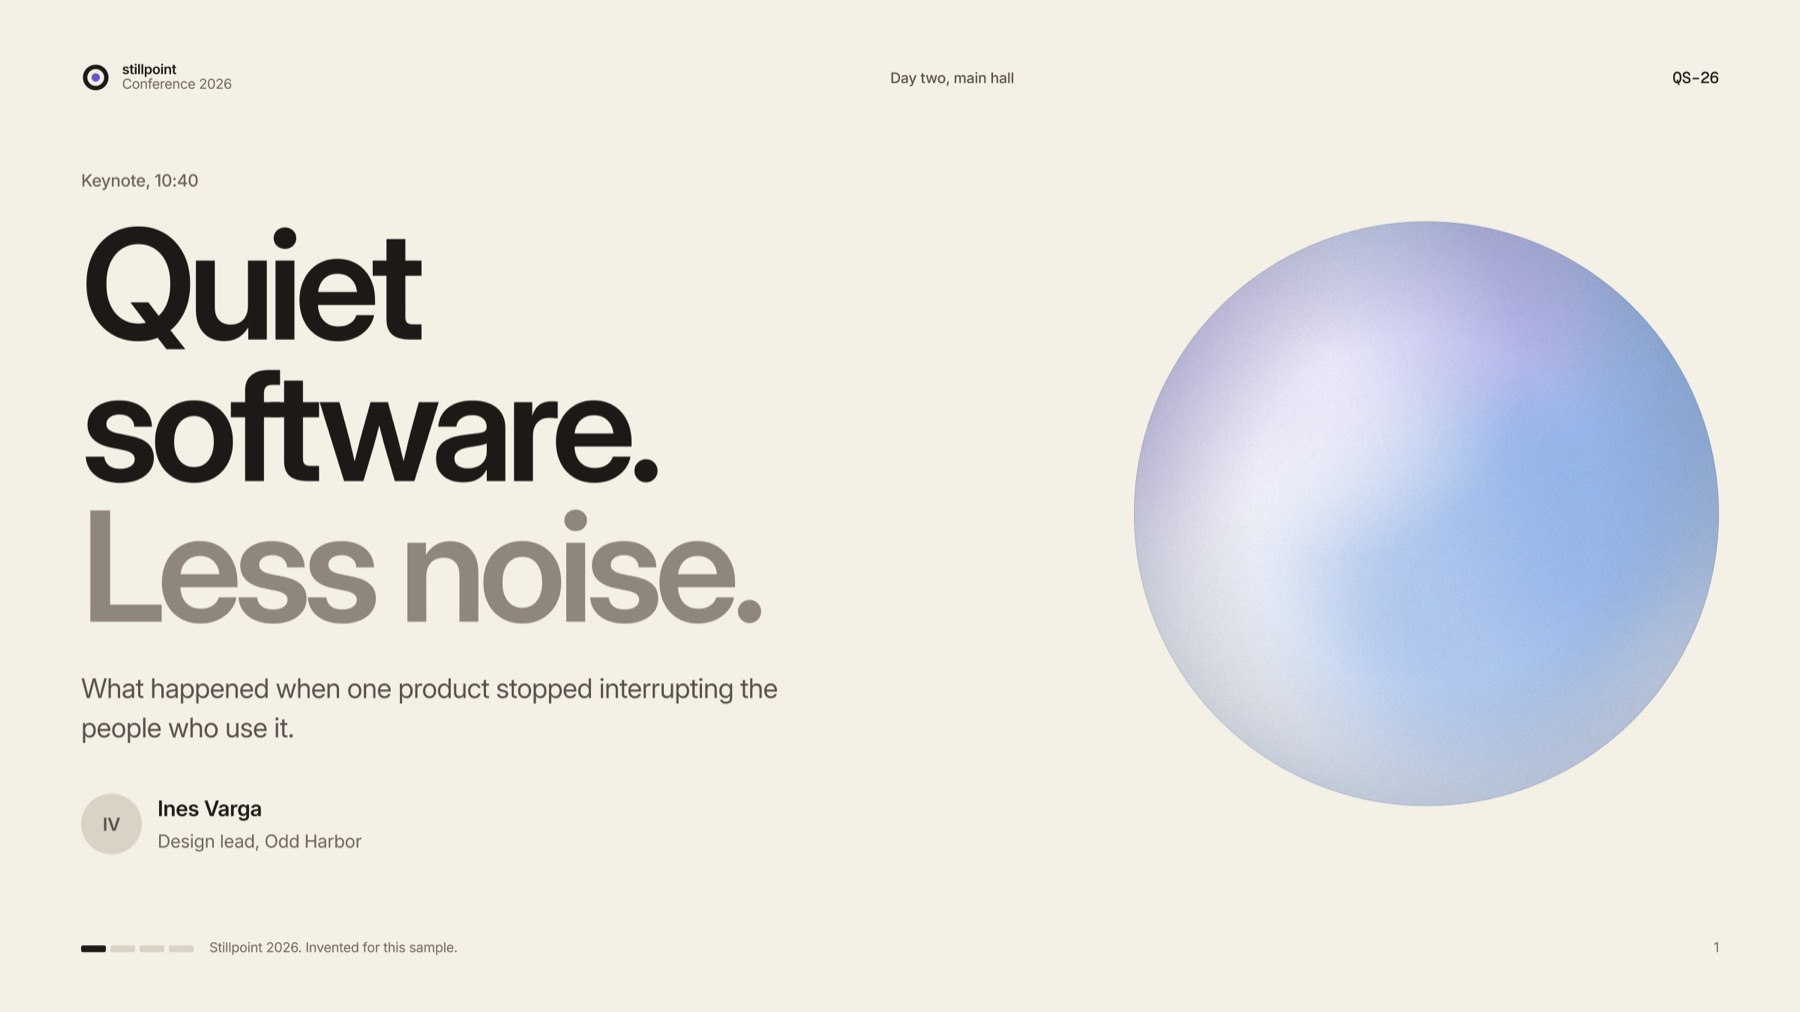 stillpoint
Conference 2026
Day two, main hall
QS-26
Keynote, 10:40
Quiet
software.
Less noise.
What happened when one product stopped interrupting the
people who use it.
IV
Ines Varga
Design lead, Odd Harbor
Stillpoint 2026. Invented for this sample.
1